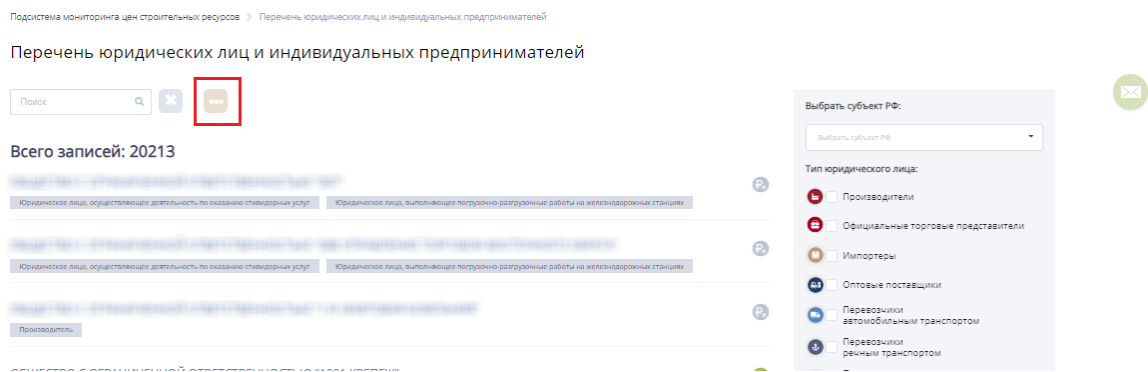 Подсистема мониторинга цен строительных ресурсов > Перечень юридических лиц и индивидуальных предпринимателей
Перечень юридических лиц и индивидуальных предпринимателей
Поиск
Всего записей: 20213
Юридическое лицо, осуществляющее деятельность по оказанию стивидорных услуг Юридическое лицо, выполняющее погрузочно-разгрузочные работы на железнодорожных станциях
Юридическое лицо, осуществляющее деятельность по оказанию стивидорных услуг Юридическое лицо, выполняющее погрузочно-разгрузочные работы на железнодорожных станциях
Производитель
Выбрать субъект РФ:
Выбрать субъект РФ
Тип юридического лица:
Производители
Официальные торговые представители
Импортеры
Оптовые поставщики
Перевозчики
автомобильным транспортом
Перевозчики
речным транспортом